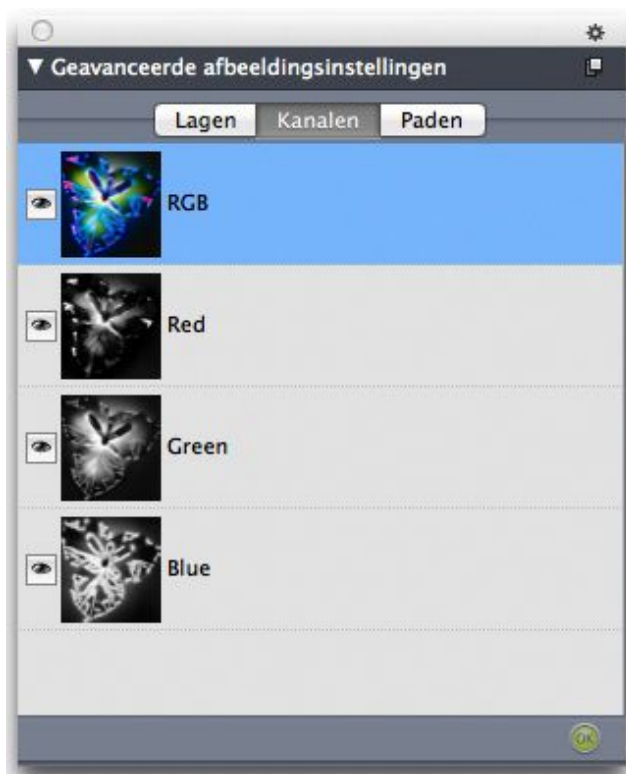 Geavanceerde afbeeldingsinstellingen
Lagen Kanalen Paden
RGB
Red
Green
Blue
OK